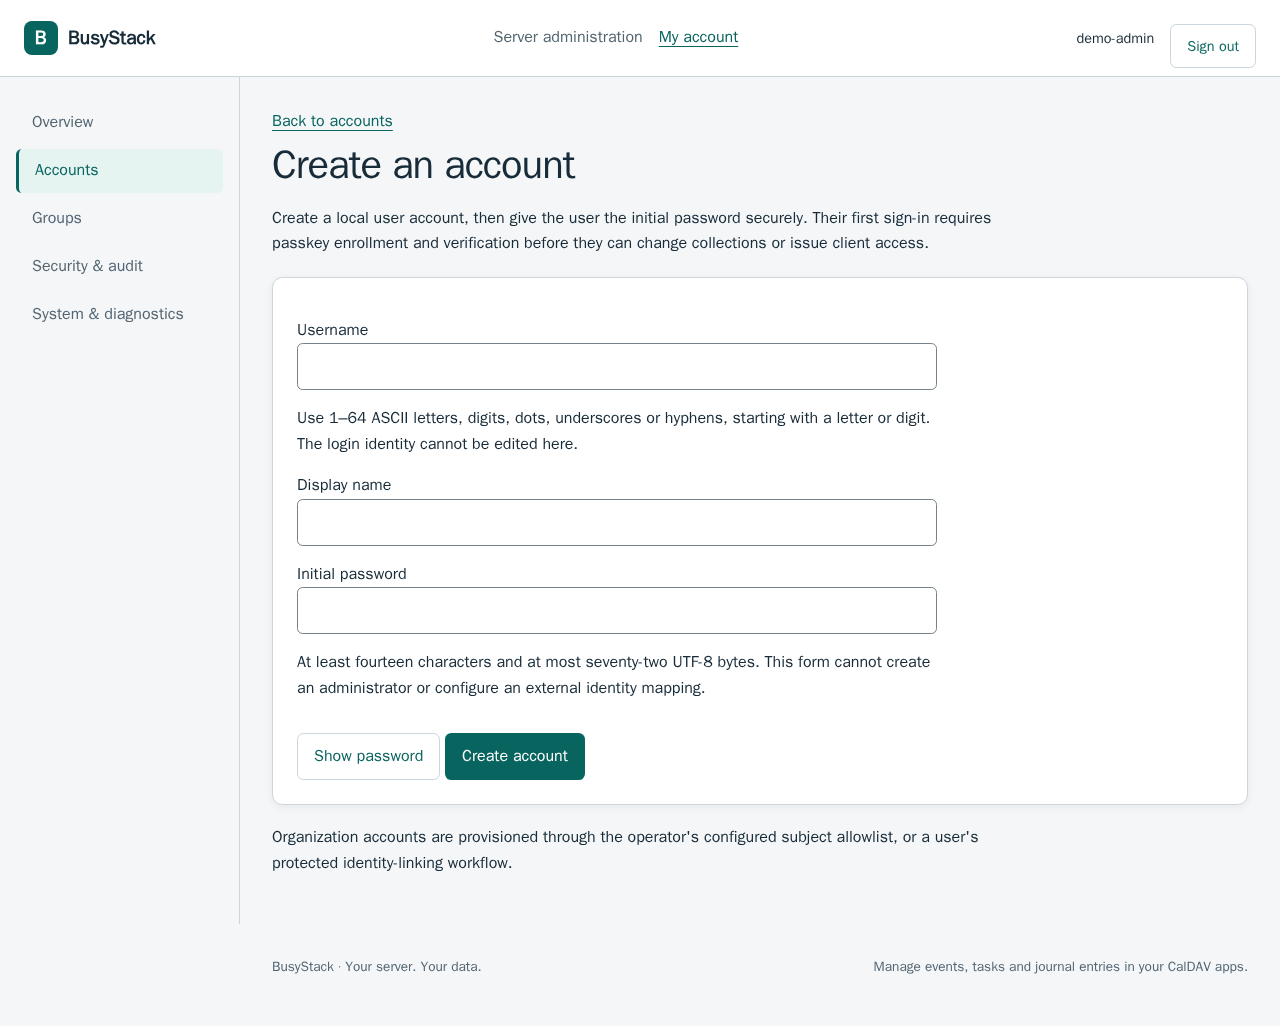 B BusyStack
Server administration My account
demo-admin
Sign out
Overview
Accounts
Groups
Security & audit
System & diagnostics
Back to accounts
Create an account
Create a local user account, then give the user the initial password securely. Their first sign-in requires
passkey enrollment and verification before they can change collections or issue client access.
Username
Use 1–64 ASCII letters, digits, dots, underscores or hyphens, starting with a letter or digit.
The login identity cannot be edited here.
Display name
Initial password
At least fourteen characters and at most seventy-two UTF-8 bytes. This form cannot create
an administrator or configure an external identity mapping.
Show password
Create account
Organization accounts are provisioned through the operator's configured subject allowlist, or a user's
protected identity-linking workflow.
BusyStack · Your server. Your data.
Manage events, tasks and journal entries in your CalDAV apps.